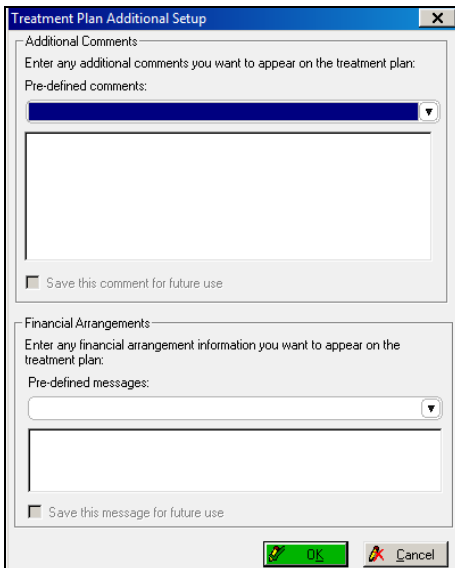 Treatment Plan Additional Setup
Additional Comments
Enter any additional comments you want to appear on the treatment plan:
Pre-defined comments:
Save this comment for future use
Financial Arrangements
Enter any financial arrangement information you want to appear on the
treatment plan:
Pre-defined messages:
Save this message for future use
OK Cancel